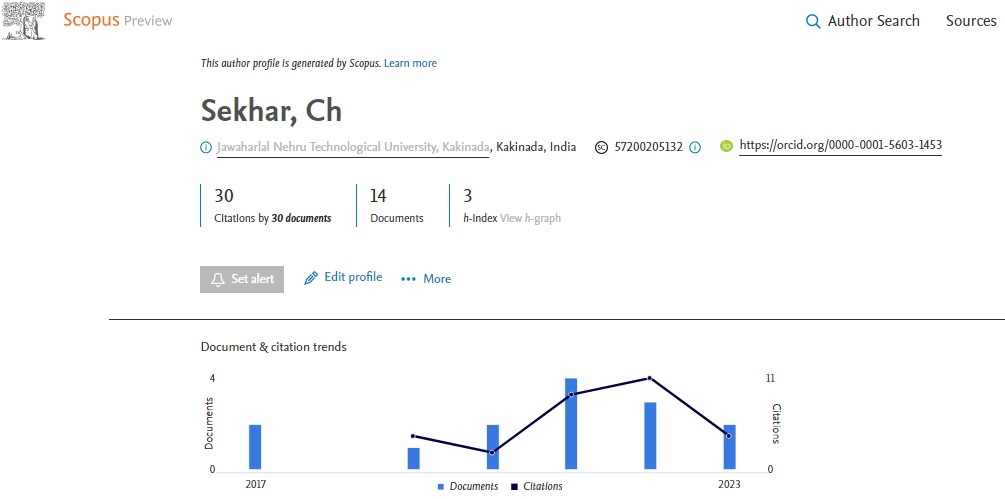 Scopus Preview
Author Search Sources
This author profile is generated by Scopus. Learn more
Sekhar, Ch
Jawaharlal Nehru Technological University, Kakinada, Kakinada, India SC 57200205132 iD https://orcid.org/0000-0001-5603-1453
30 14 3
Citations by 30 documents Documents h-index View h-graph
Set alert Edit profile ••• More
Document & citation trends
4 11
Documents Citations
0 0
2017 2023
Documents Citations